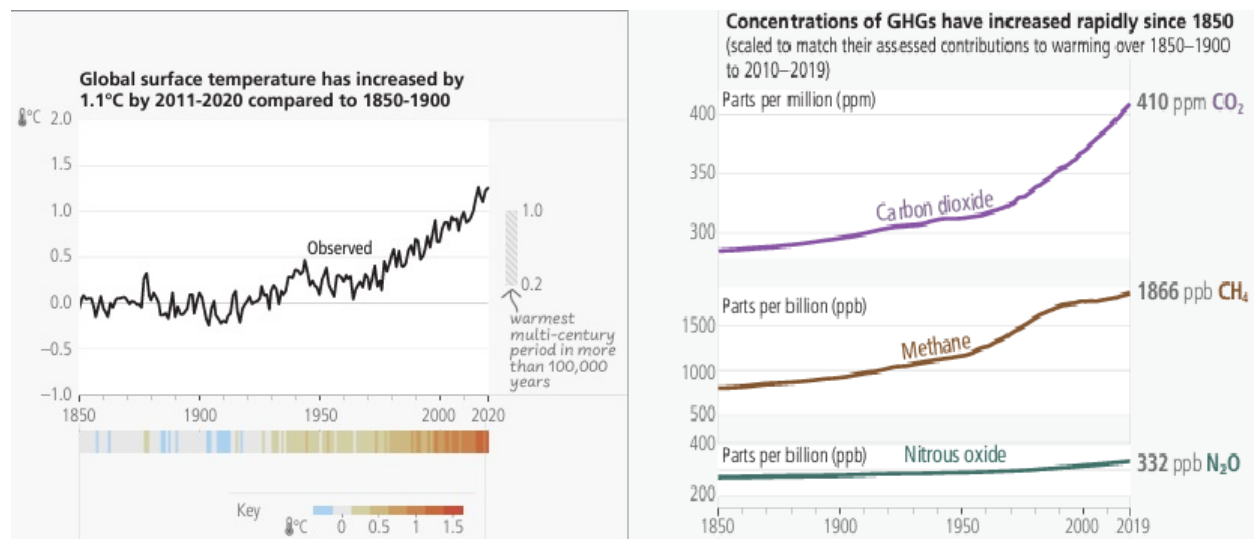 Global surface temperature has increased by
1.1°C by 2011-2020 compared to 1850-1900
°C 2.0
1.5
1.0
0.5
0.0
−0.5
−1.0
Observed
1.0
0.2
warmest
multi-century
period in more
than 100,000
years
1850 1900 1950 2000 2020
Key
°C 0 0.5 1 1.5
Concentrations of GHGs have increased rapidly since 1850
(scaled to match their assessed contributions to warming over 1850–1900
to 2010–2019)
Parts per million (ppm)
400
350
300
Carbon dioxide
410 ppm CO₂
Parts per billion (ppb)
1500
1000
500
Methane
1866 ppb CH₄
Parts per billion (ppb)
400
200
Nitrous oxide
332 ppb N₂O
1850 1900 1950 2000 2019